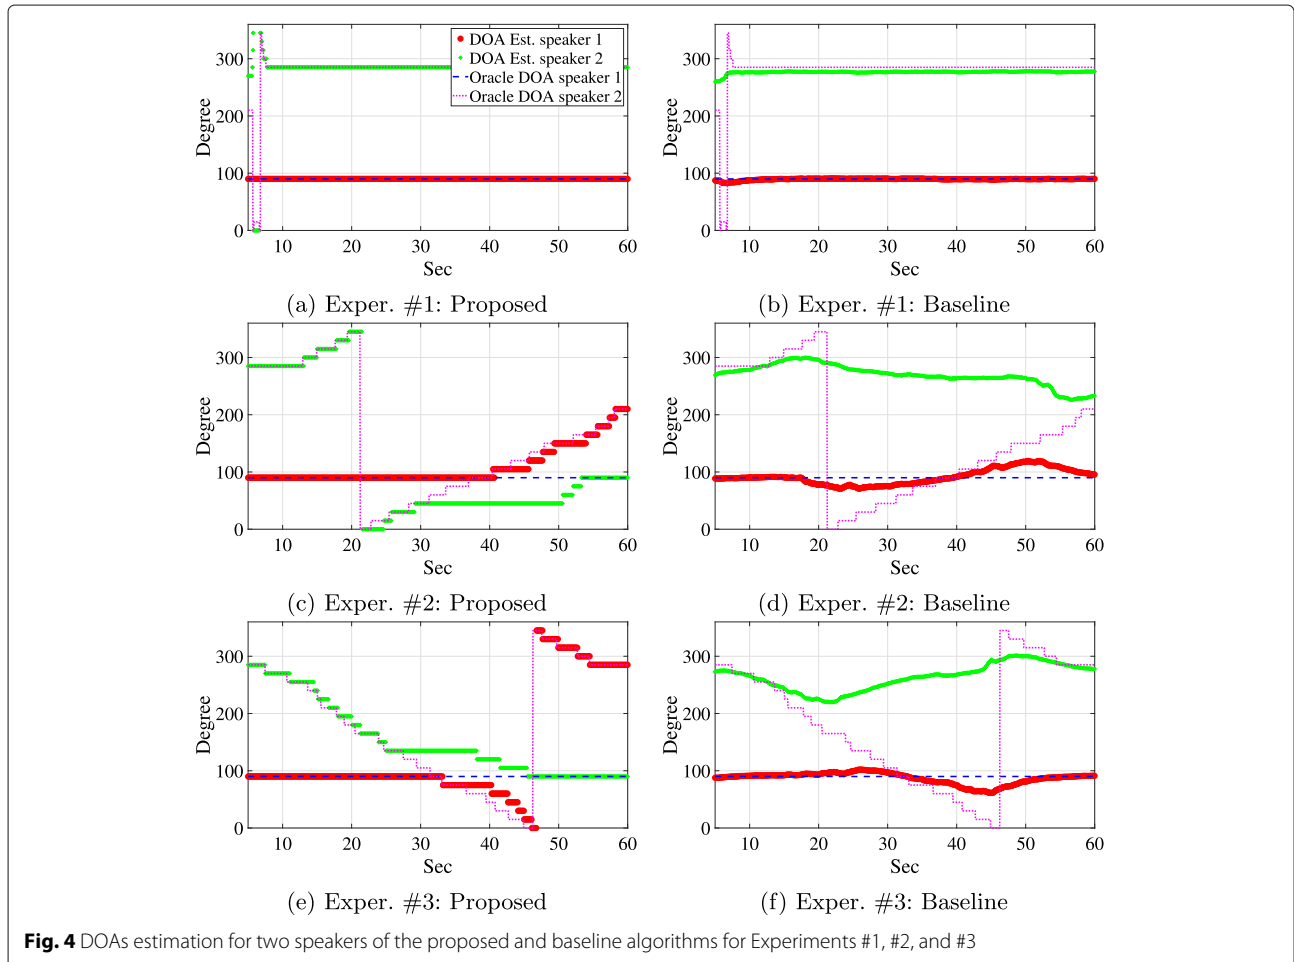 300
200
100
0
Degree
10 20 30 40 50 60
Sec
DOA Est. speaker 1
DOA Est. speaker 2
Oracle DOA speaker 1
Oracle DOA speaker 2
(a) Exper. #1: Proposed
300
200
100
0
Degree
10 20 30 40 50 60
Sec
(b) Exper. #1: Baseline
300
200
100
0
Degree
10 20 30 40 50 60
Sec
(c) Exper. #2: Proposed
300
200
100
0
Degree
10 20 30 40 50 60
Sec
(d) Exper. #2: Baseline
300
200
100
0
Degree
10 20 30 40 50 60
Sec
(e) Exper. #3: Proposed
300
200
100
0
Degree
10 20 30 40 50 60
Sec
(f) Exper. #3: Baseline
Fig. 4 DOAs estimation for two speakers of the proposed and baseline algorithms for Experiments #1, #2, and #3